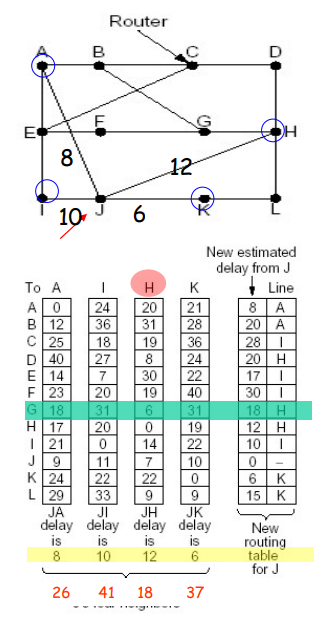 Router
A B C D
E F G H
8
12
I J K L
10 6
New estimated
delay from J
To A I H K Line
A 0 24 20 21 8 A
B 12 36 31 28 20 A
C 25 18 19 36 28 I
D 40 27 8 24 20 H
E 14 7 30 22 17 I
F 23 20 19 40 30 I
G 18 31 6 31 18 H
H 17 20 0 19 12 H
I 21 0 14 22 10 I
J 9 11 7 10 0 –
K 24 22 22 0 6 K
L 29 33 9 9 15 K
JA JI JH JK
delay delay delay delay New
is is is is routing
8 10 12 6 table
for J
26 41 18 37